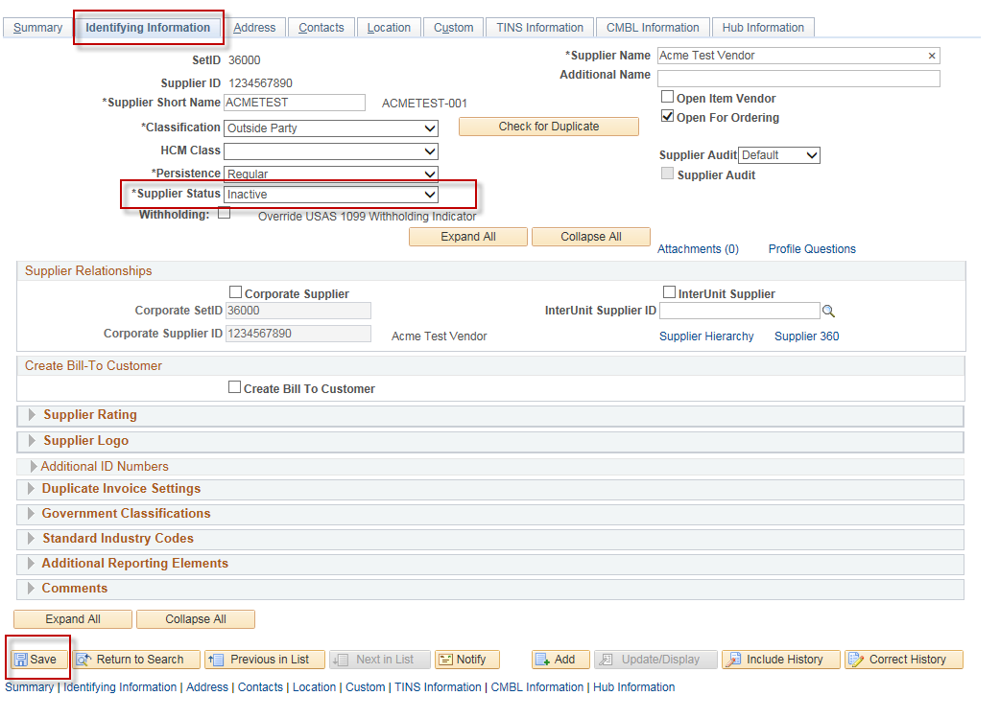 Summary Identifying Information Address Contacts Location Custom TINS Information CMBL Information Hub Information
SetID 36000
*Supplier Name Acme Test Vendor ×
Supplier ID 1234567890
Additional Name
*Supplier Short Name ACMETEST ACMETEST-001
Open Item Vendor
*Classification Outside Party
Check for Duplicate
Open For Ordering
HCM Class
Supplier Audit Default
*Persistence Regular
Supplier Audit
*Supplier Status Inactive
Withholding: Override USAS 1099 Withholding Indicator
Expand All Collapse All
Attachments (0) Profile Questions
Supplier Relationships
Corporate Supplier InterUnit Supplier
Corporate SetID 36000 InterUnit Supplier ID
Corporate Supplier ID 1234567890 Acme Test Vendor Supplier Hierarchy Supplier 360
Create Bill-To Customer
Create Bill To Customer
Supplier Rating
Supplier Logo
Additional ID Numbers
Duplicate Invoice Settings
Government Classifications
Standard Industry Codes
Additional Reporting Elements
Comments
Expand All Collapse All
Save Return to Search Previous in List Next in List Notify Add Update/Display Include History Correct History
Summary | Identifying Information | Address | Contacts | Location | Custom | TINS Information | CMBL Information | Hub Information